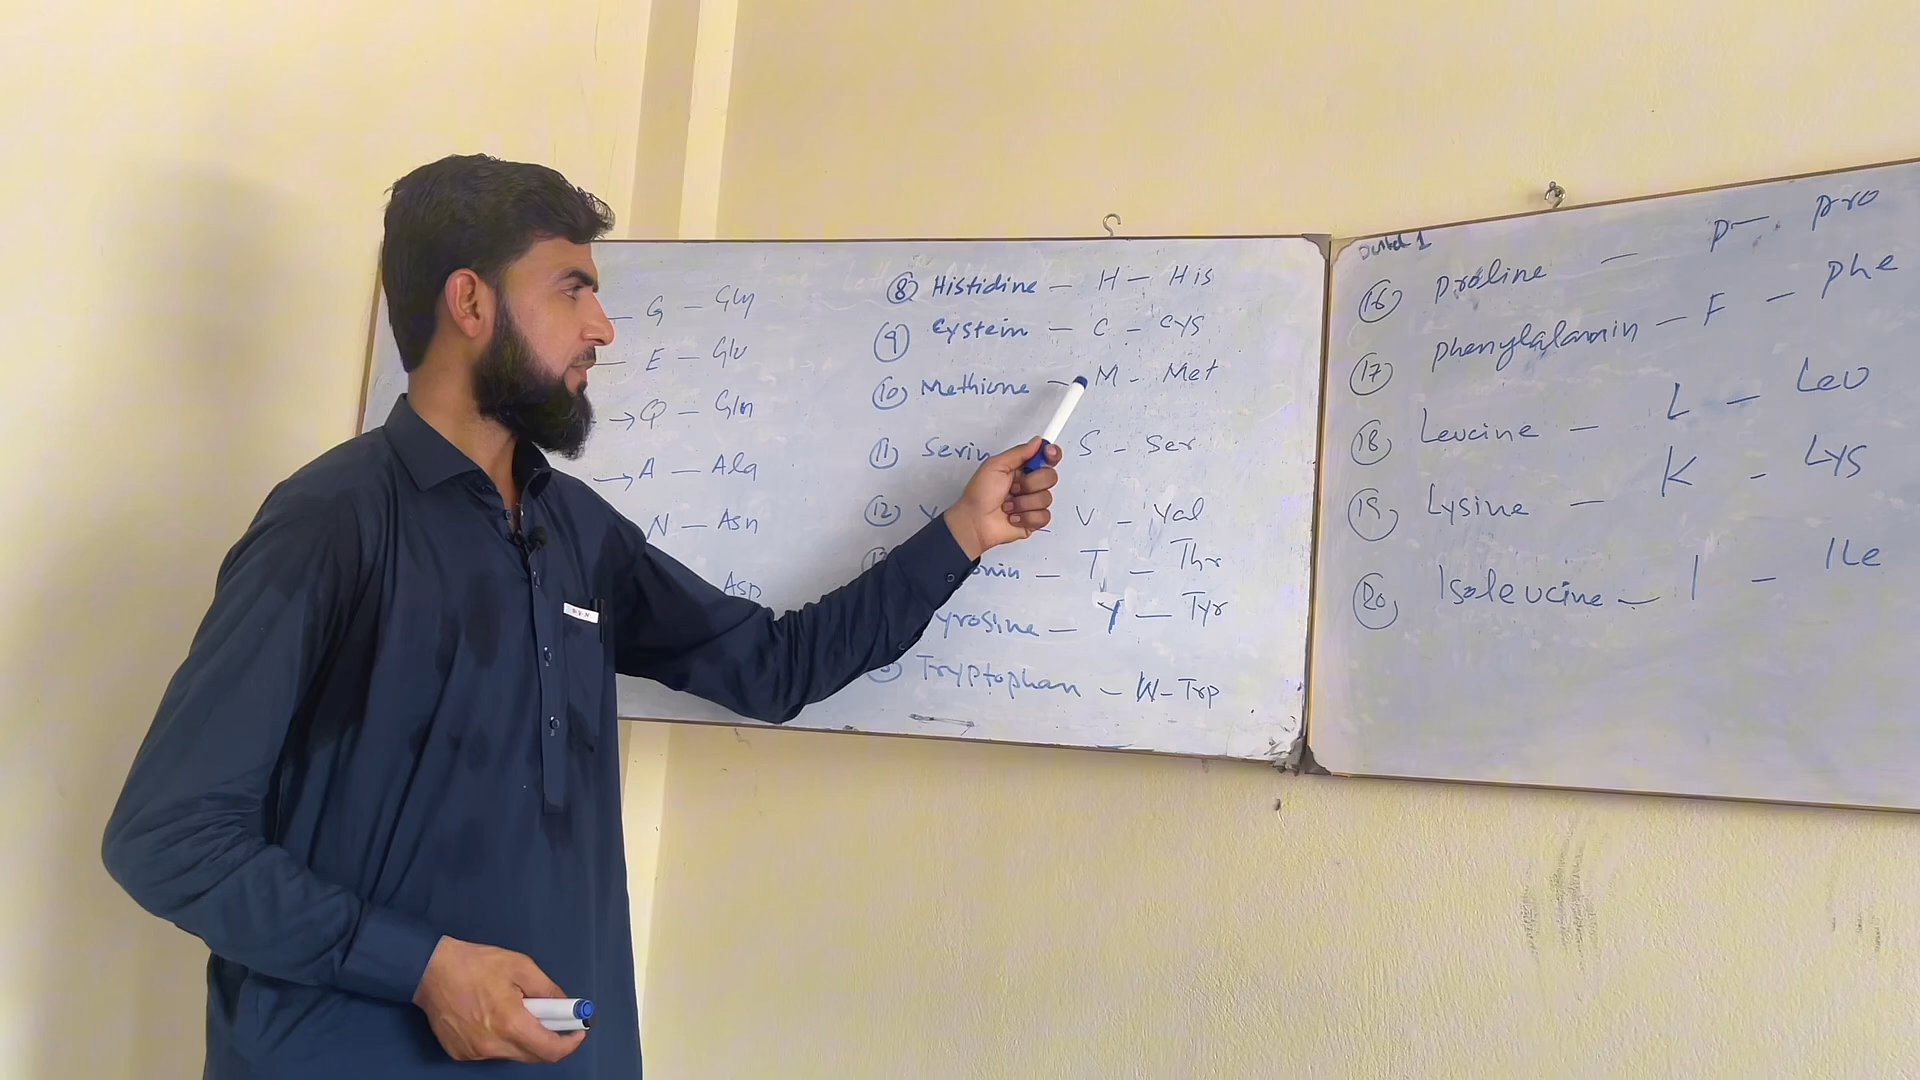 G - Gly
E - Glu
→ Q - Gln
→ A - Ala
N - Asn
Asp
8 Histidine - H - His
9 Cystein - C - Cys
10 Methione - M - Met
11 Serin S - Ser
12 V - Val
onin - T - Thr
yrosine - Y - Tyr
Tryptophan - W - Trp
16 proline - P - pro
17 phenylalanin - F - phe
18 Leucine - L - Leu
19 Lysine - K - Lys
20 Isoleucine - I - Ile